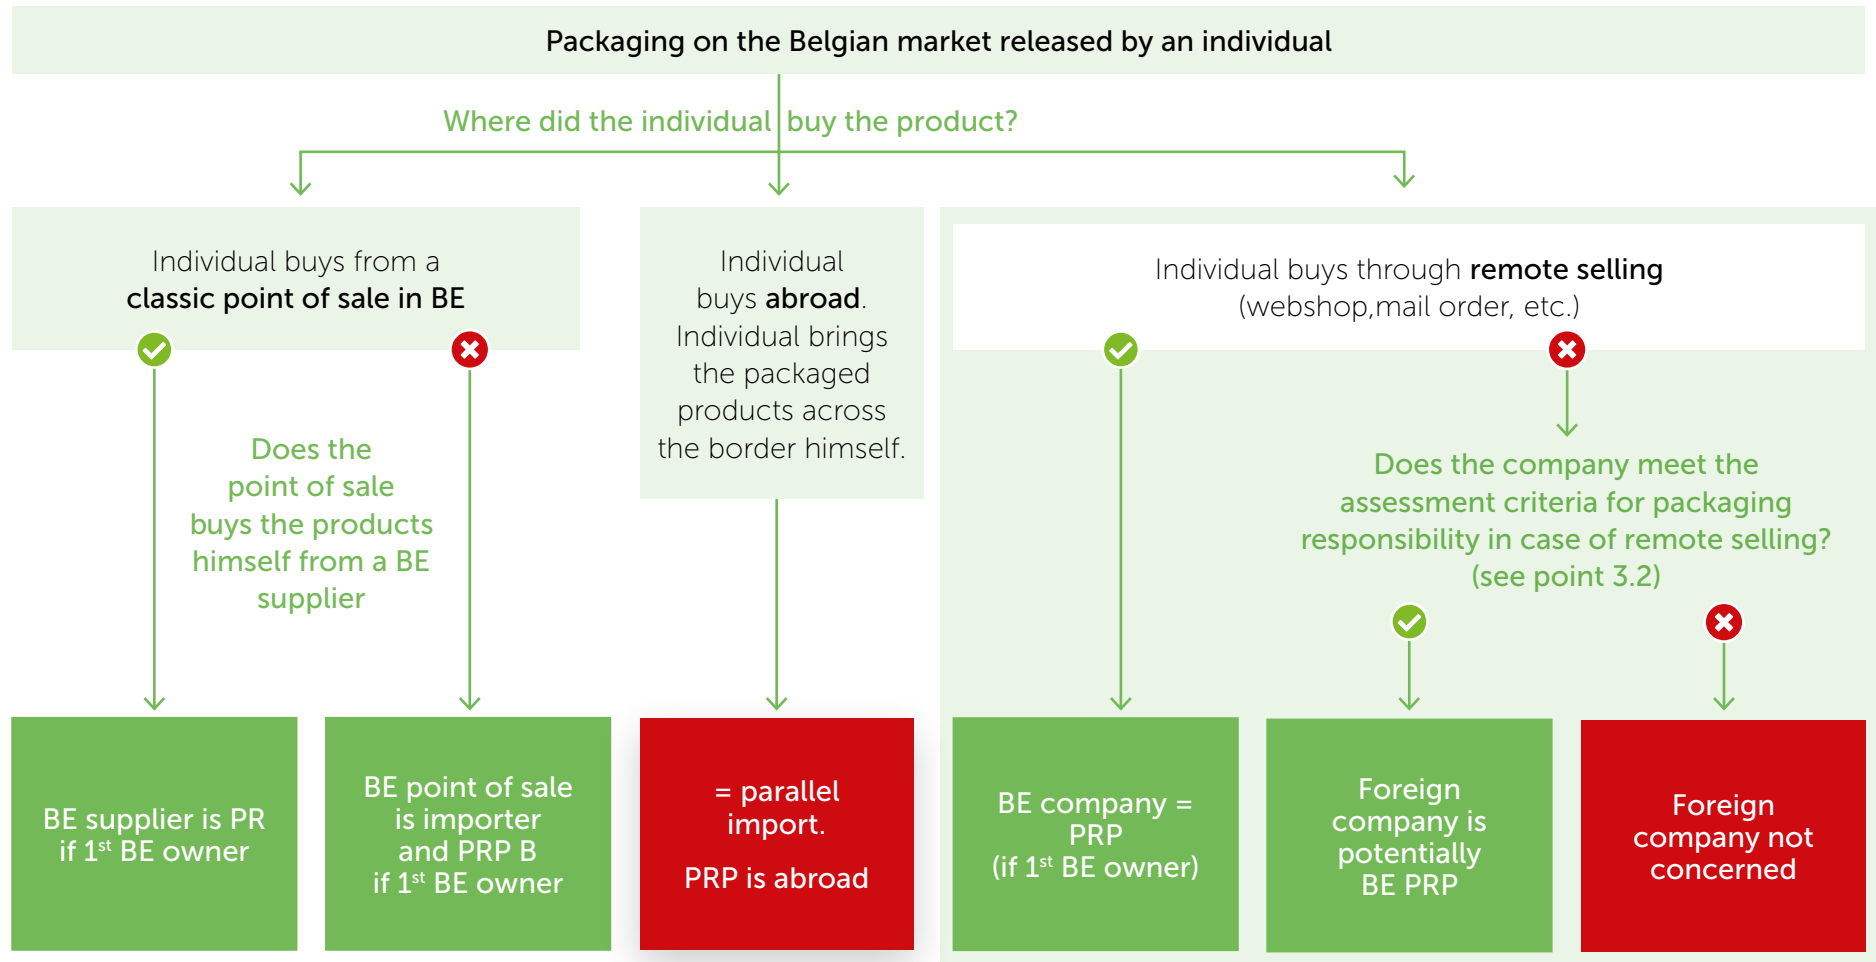 Packaging on the Belgian market released by an individual
Where did the individual buy the product?
Individual buys from a
classic point of sale in BE
Individual
buys abroad.
Individual brings
the packaged
products across
the border himself.
Individual buys through remote selling
(webshop,mail order, etc.)
Does the
point of sale
buys the products
himself from a BE
supplier
Does the company meet the
assessment criteria for packaging
responsibility in case of remote selling?
(see point 3.2)
BE supplier is PR
if 1st BE owner
BE point of sale
is importer
and PRP B
if 1st BE owner
= parallel
import.
PRP is abroad
BE company =
PRP
(if 1st BE owner)
Foreign
company is
potentially
BE PRP
Foreign
company not
concerned